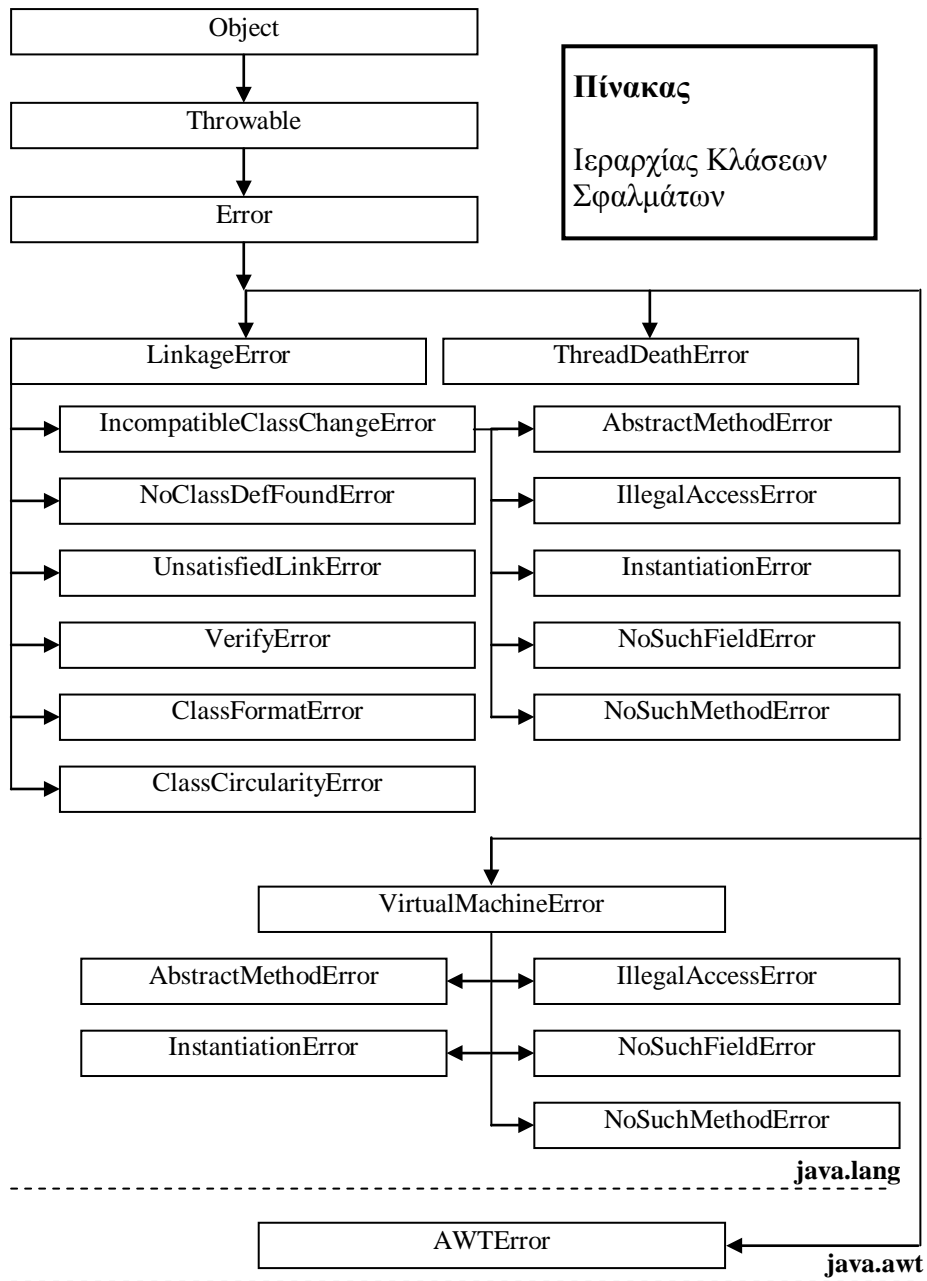 Object
Πίνακας
Ιεραρχίας Κλάσεων
Σφαλμάτων
Throwable
Error
LinkageError
ThreadDeathError
IncompatibleClassChangeError
AbstractMethodError
NoClassDefFoundError
IllegalAccessError
UnsatisfiedLinkError
InstantiationError
VerifyError
NoSuchFieldError
ClassFormatError
NoSuchMethodError
ClassCircularityError
VirtualMachineError
AbstractMethodError
IllegalAccessError
InstantiationError
NoSuchFieldError
NoSuchMethodError
java.lang
AWTError
java.awt